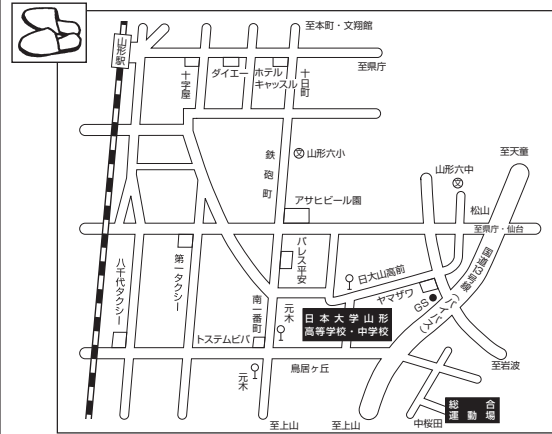 至本町・文翔館
山形駅
至県庁
十字屋
ダイエー
ホテル
キャッスル
十日町
鉄砲町
山形六小
至天童
山形六中
アサヒビール園
松山
至県庁・仙台
国道13号線
(バイパス)
パレス平安
日大山高前
ヤマザワ
GS
八千代タクシー
第一タクシー
南一番町
元木
日本大学山形
高等学校・中学校
トステムビバ
鳥居ヶ丘
元木
至岩波
総合
運動場
中桜田
至上山
至上山